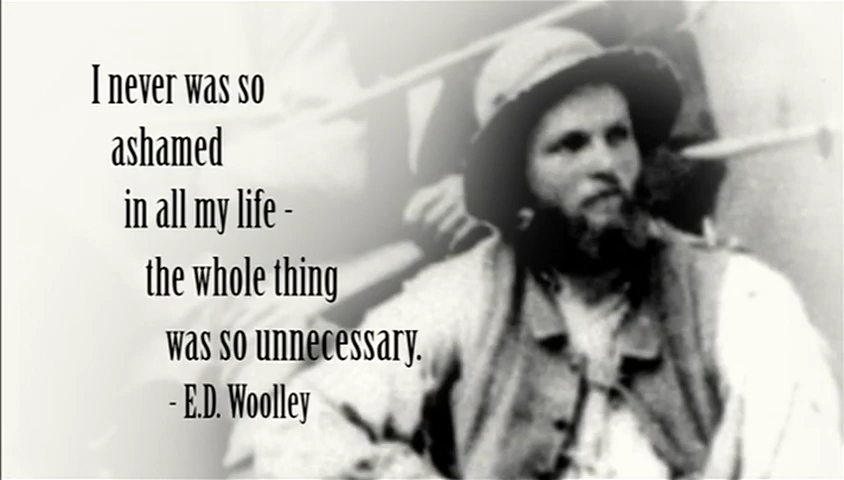 I never was so
ashamed
in all my life -
the whole thing
was so unnecessary.
- E.D. Woolley